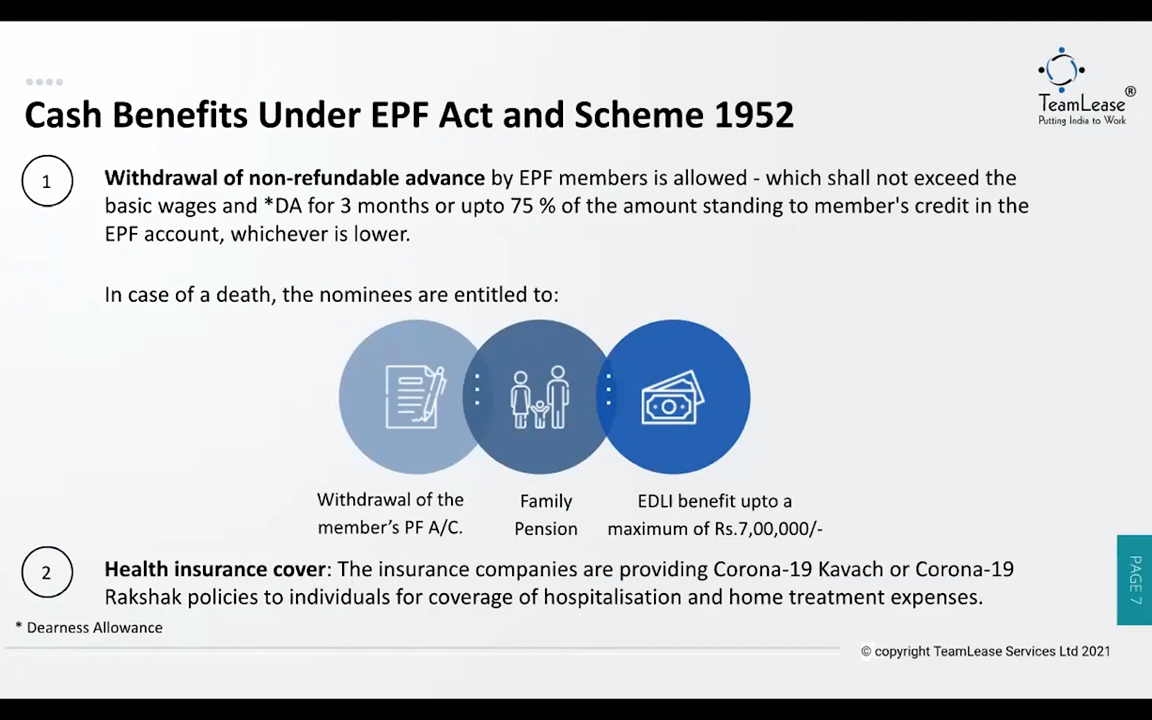 TeamLease®
Putting India to Work
Cash Benefits Under EPF Act and Scheme 1952
1
Withdrawal of non-refundable advance by EPF members is allowed - which shall not exceed the
basic wages and *DA for 3 months or upto 75 % of the amount standing to member's credit in the
EPF account, whichever is lower.
In case of a death, the nominees are entitled to:
Withdrawal of the
member's PF A/C.
Family
Pension
EDLI benefit upto a
maximum of Rs.7,00,000/-
2
Health insurance cover: The insurance companies are providing Corona-19 Kavach or Corona-19
Rakshak policies to individuals for coverage of hospitalisation and home treatment expenses.
* Dearness Allowance
PAGE 7
© copyright TeamLease Services Ltd 2021